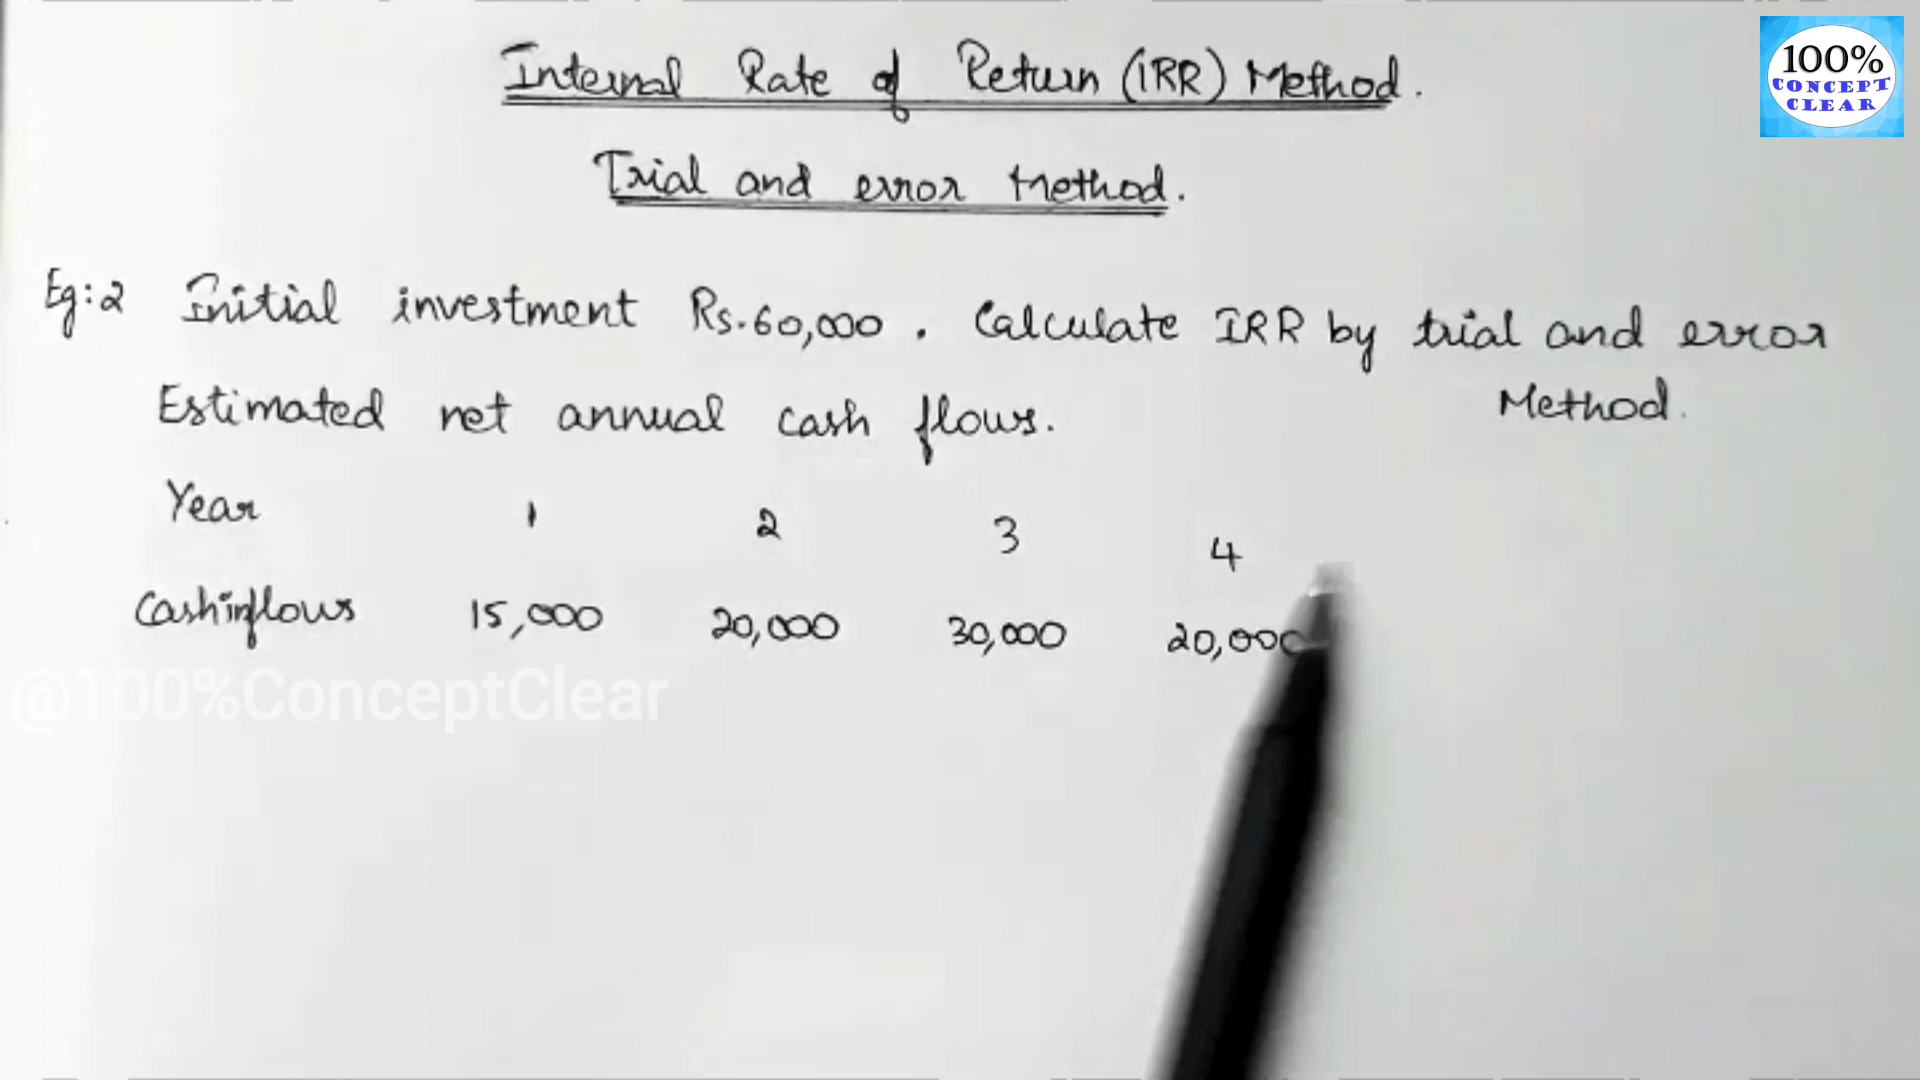 Internal Rate of Return (IRR) Method.
100%
CONCEPT
CLEAR
Trial and error Method.
Eg:2 Initial investment Rs.60,000. Calculate IRR by trial and error
Method.
Estimated net annual cash flows.
Year 1 2 3 4
Cashinflows 15,000 20,000 30,000 20,000
@100%ConceptClear